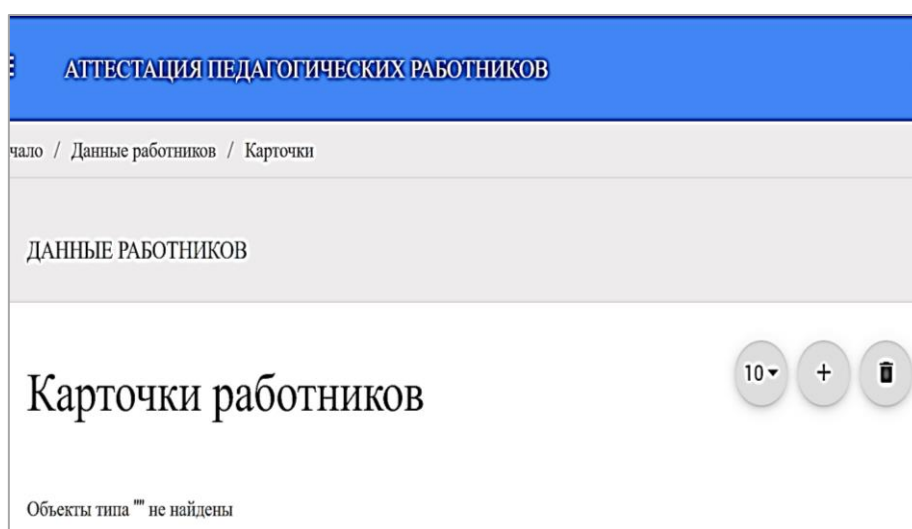 АТТЕСТАЦИЯ ПЕДАГОГИЧЕСКИХ РАБОТНИКОВ
чало / Данные работников / Карточки
ДАННЫЕ РАБОТНИКОВ
Карточки работников
10
+
Объекты типа "" не найдены